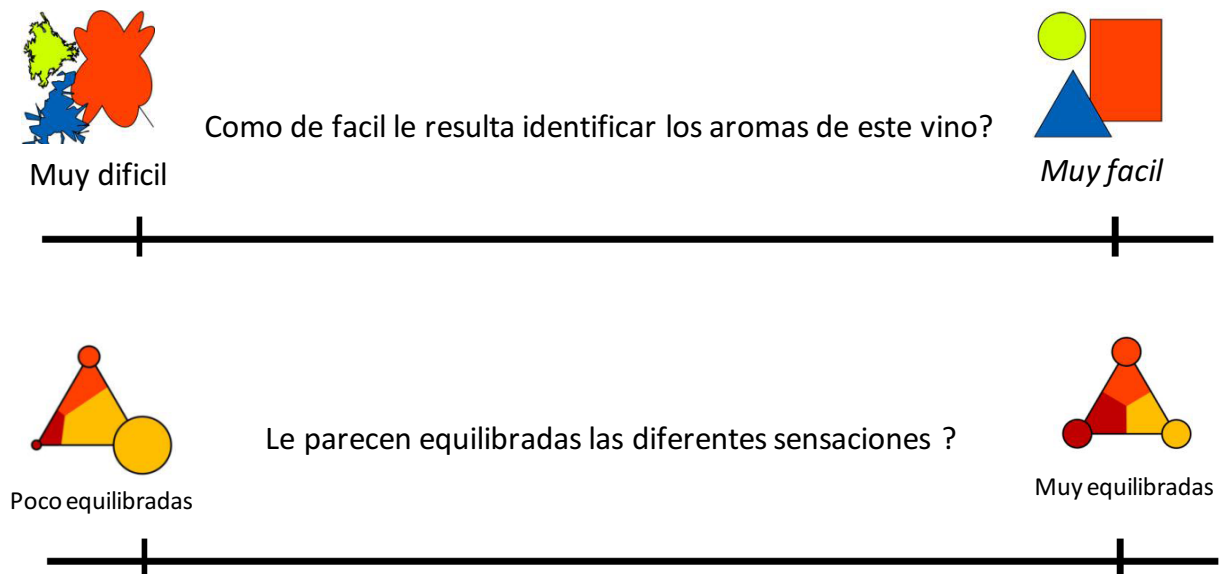 Como de facil le resulta identificar los aromas de este vino?
Muy dificil
Muy facil
Le parecen equilibradas las diferentes sensaciones ?
Poco equilibradas
Muy equilibradas